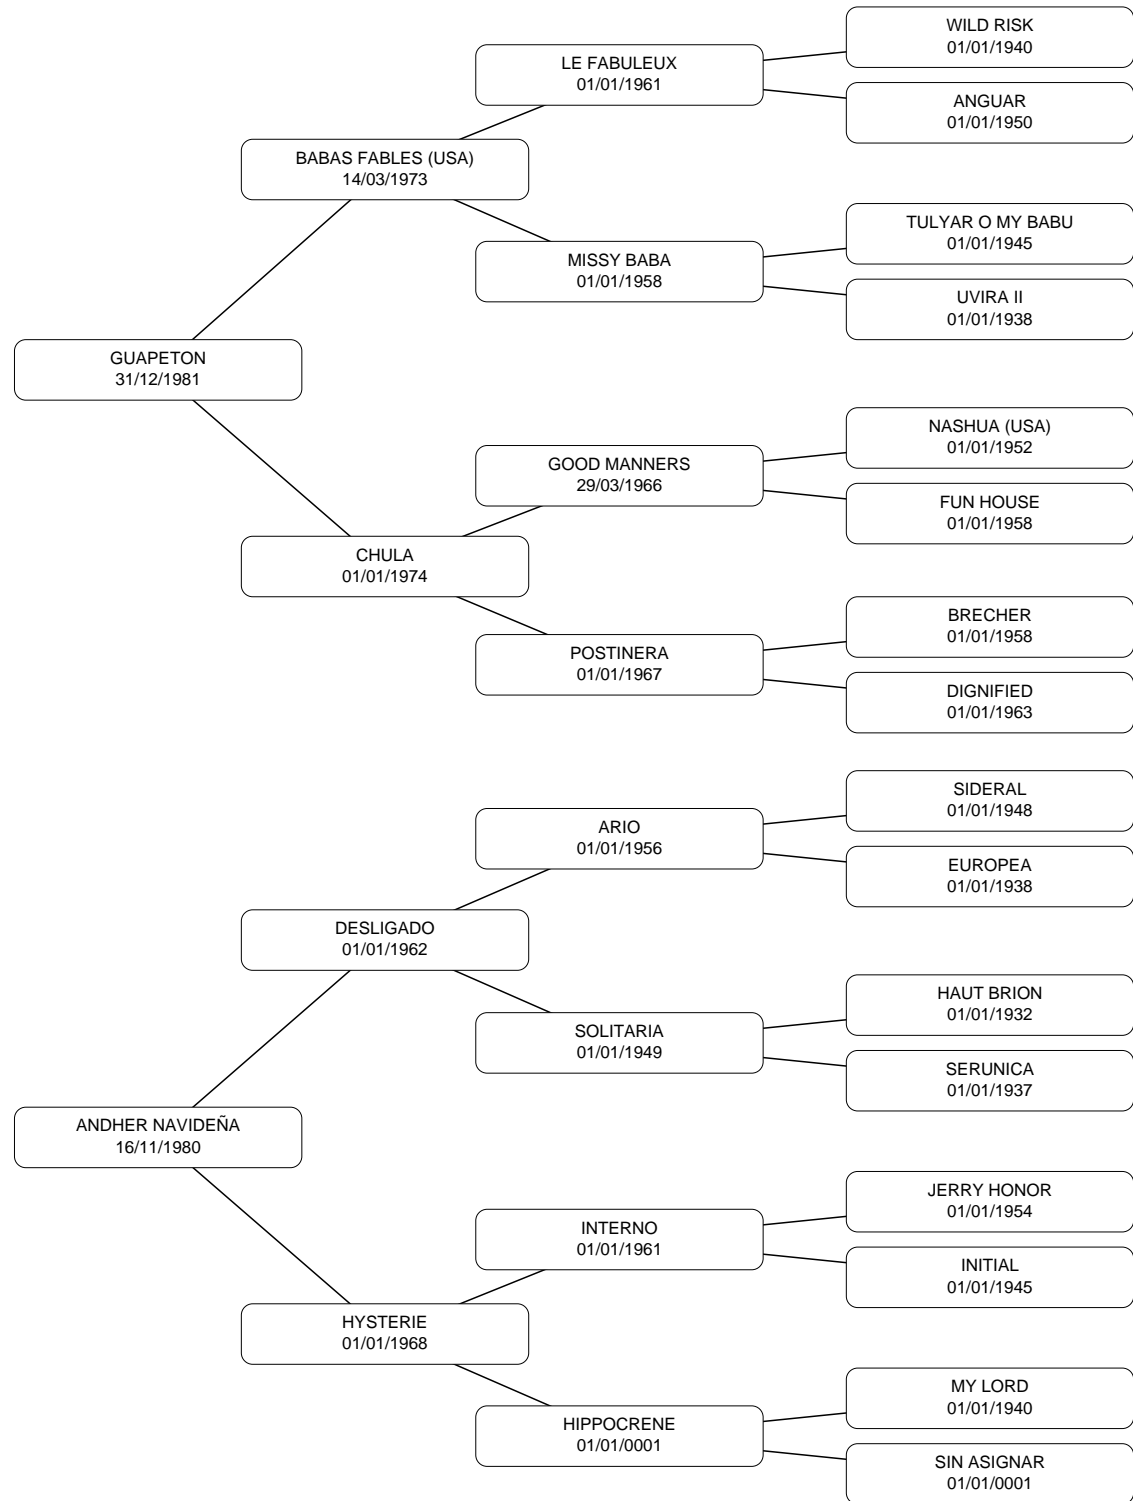 WILD RISK
01/01/1940
LE FABULEUX
01/01/1961
ANGUAR
01/01/1950
BABAS FABLES (USA)
14/03/1973
TULYAR O MY BABU
01/01/1945
MISSY BABA
01/01/1958
UVIRA II
01/01/1938
GUAPETON
31/12/1981
NASHUA (USA)
01/01/1952
GOOD MANNERS
29/03/1966
FUN HOUSE
01/01/1958
CHULA
01/01/1974
BRECHER
01/01/1958
POSTINERA
01/01/1967
DIGNIFIED
01/01/1963
SIDERAL
01/01/1948
ARIO
01/01/1956
EUROPEA
01/01/1938
DESLIGADO
01/01/1962
HAUT BRION
01/01/1932
SOLITARIA
01/01/1949
SERUNICA
01/01/1937
ANDHER NAVIDEÑA
16/11/1980
JERRY HONOR
01/01/1954
INTERNO
01/01/1961
INITIAL
01/01/1945
HYSTERIE
01/01/1968
MY LORD
01/01/1940
HIPPOCRENE
01/01/0001
SIN ASIGNAR
01/01/0001